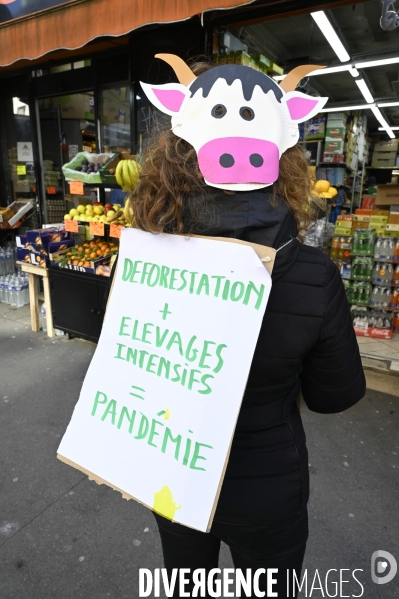 DEFORESTATION
+
ELEVAGES
INTENSIFS
=
PANDÉMIE
DIVERGENCE IMAGES